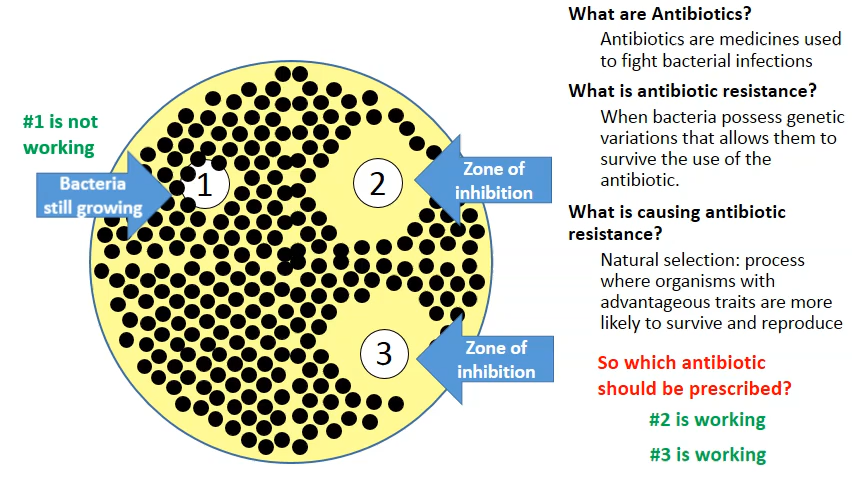 #1 is not
working
Bacteria
still growing
1
2
Zone of
inhibition
3
Zone of
inhibition
What are Antibiotics?
Antibiotics are medicines used
to fight bacterial infections
What is antibiotic resistance?
When bacteria possess genetic
variations that allows them to
survive the use of the
antibiotic.
What is causing antibiotic
resistance?
Natural selection: process
where organisms with
advantageous traits are more
likely to survive and reproduce
So which antibiotic
should be prescribed?
#2 is working
#3 is working